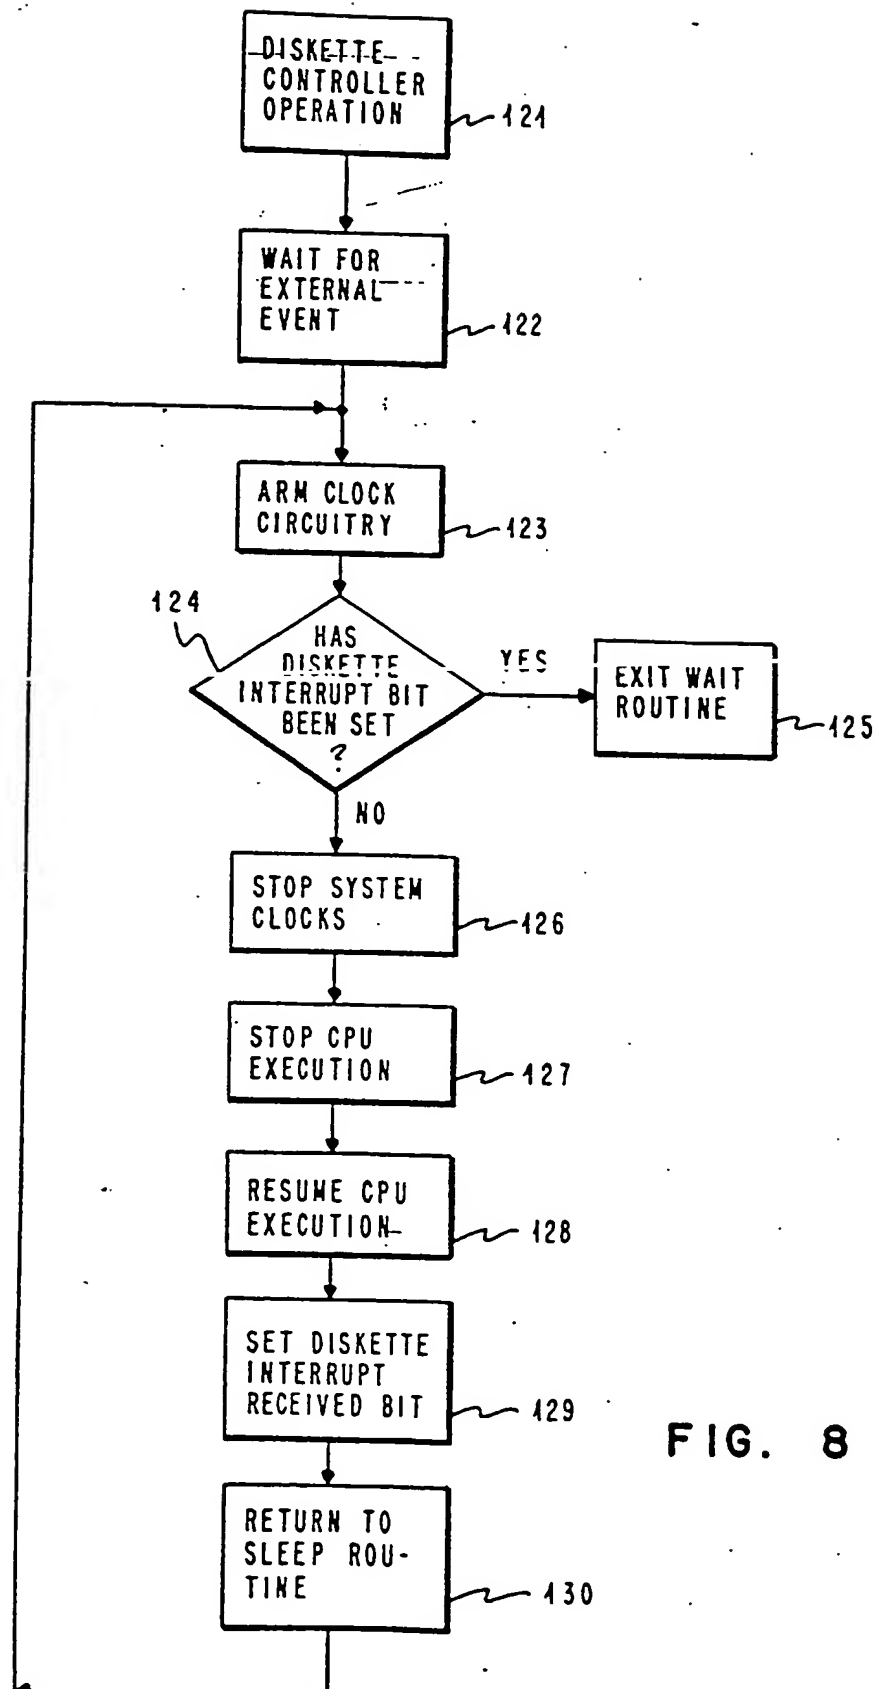 DISKETTE
CONTROLLER
OPERATION
121
WAIT FOR
EXTERNAL
EVENT
122
ARM CLOCK
CIRCUITRY
123
124
HAS
DISKETTE
INTERRUPT BIT
BEEN SET
?
YES
EXIT WAIT
ROUTINE
125
NO
STOP SYSTEM
CLOCKS
126
STOP CPU
EXECUTION
127
RESUME CPU
EXECUTION
128
SET DISKETTE
INTERRUPT
RECEIVED BIT
129
FIG. 8
RETURN TO
SLEEP ROU-
TINE
130